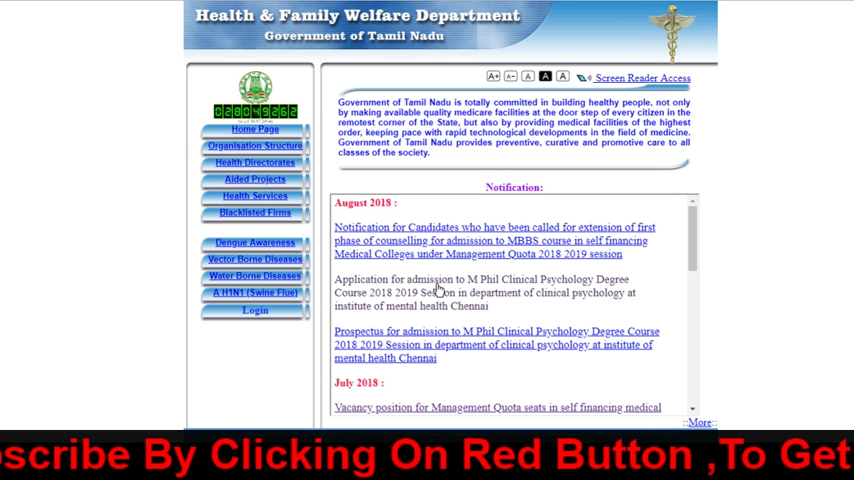 Health & Family Welfare Department
Government of Tamil Nadu
A+ A- A A A Screen Reader Access
028049262
Home Page
Organisation Structure
Health Directorates
Aided Projects
Health Services
Blacklisted Firms
Dengue Awareness
Vector Borne Diseases
Water Borne Diseases
A H1N1 (Swine Flue)
Login
Government of Tamil Nadu is totally committed in building healthy people, not only
by making available quality medicare facilities at the door step of every citizen in the
remotest corner of the State, but also by providing medical facilities of the highest
order, keeping pace with rapid technological developments in the field of medicine.
Government of Tamil Nadu provides preventive, curative and promotive care to all
classes of the society.
Notification:
August 2018 :
Notification for Candidates who have been called for extension of first
phase of counselling for admission to MBBS course in self financing
Medical Colleges under Management Quota 2018 2019 session
Application for admission to M Phil Clinical Psychology Degree
Course 2018 2019 Session in department of clinical psychology at
institute of mental health Chennai
Prospectus for admission to M Phil Clinical Psychology Degree Course
2018 2019 Session in department of clinical psychology at institute of
mental health Chennai
July 2018 :
Vacancy position for Management Quota seats in self financing medical
::More::
scribe By Clicking On Red Button ,To Get